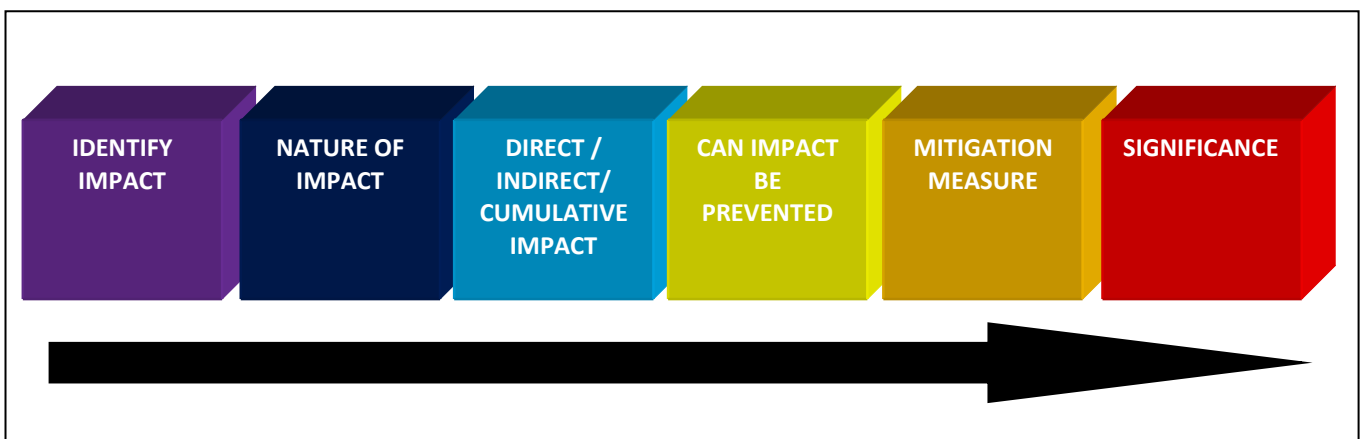 IDENTIFY
IMPACT
NATURE OF
IMPACT
DIRECT /
INDIRECT/
CUMULATIVE
IMPACT
CAN IMPACT
BE
PREVENTED
MITIGATION
MEASURE
SIGNIFICANCE